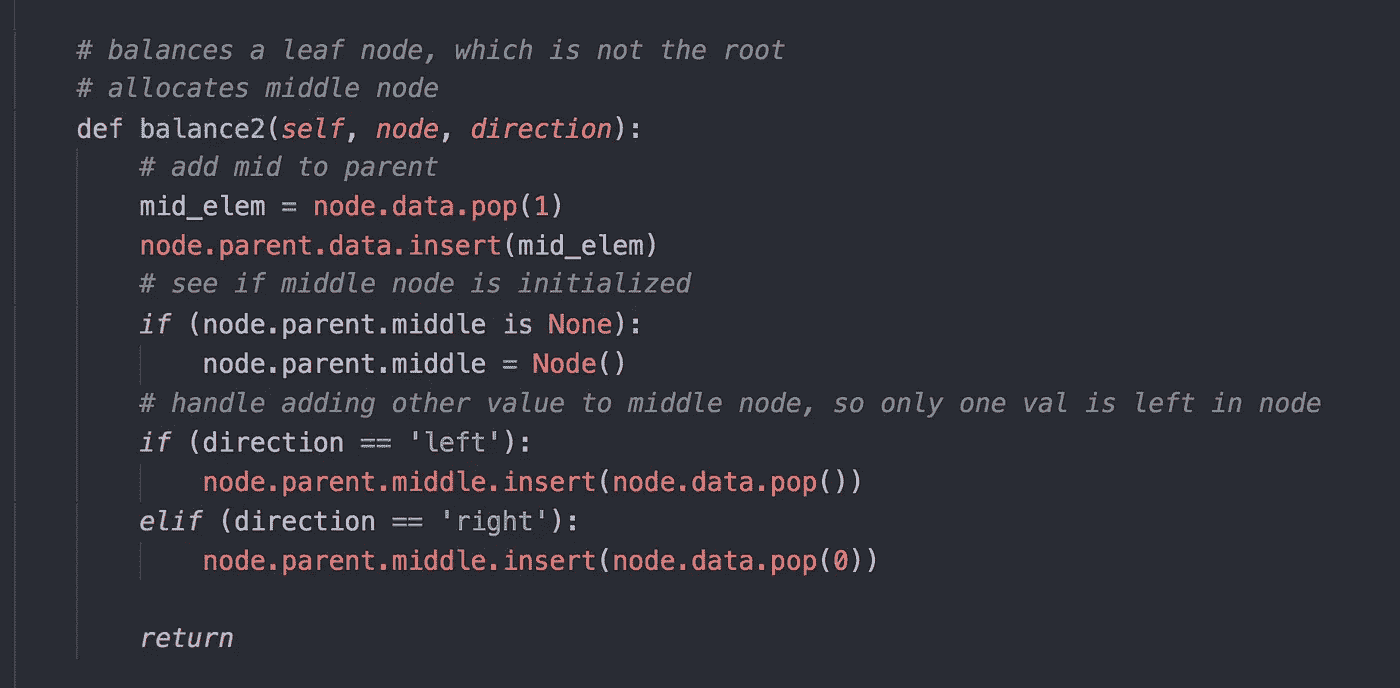 # balances a leaf node, which is not the root
# allocates middle node
def balance2(self, node, direction):
# add mid to parent
mid_elem = node.data.pop(1)
node.parent.data.insert(mid_elem)
# see if middle node is initialized
if (node.parent.middle is None):
node.parent.middle = Node()
# handle adding other value to middle node, so only one val is left in node
if (direction == 'left'):
node.parent.middle.insert(node.data.pop())
elif (direction == 'right'):
node.parent.middle.insert(node.data.pop(0))
return